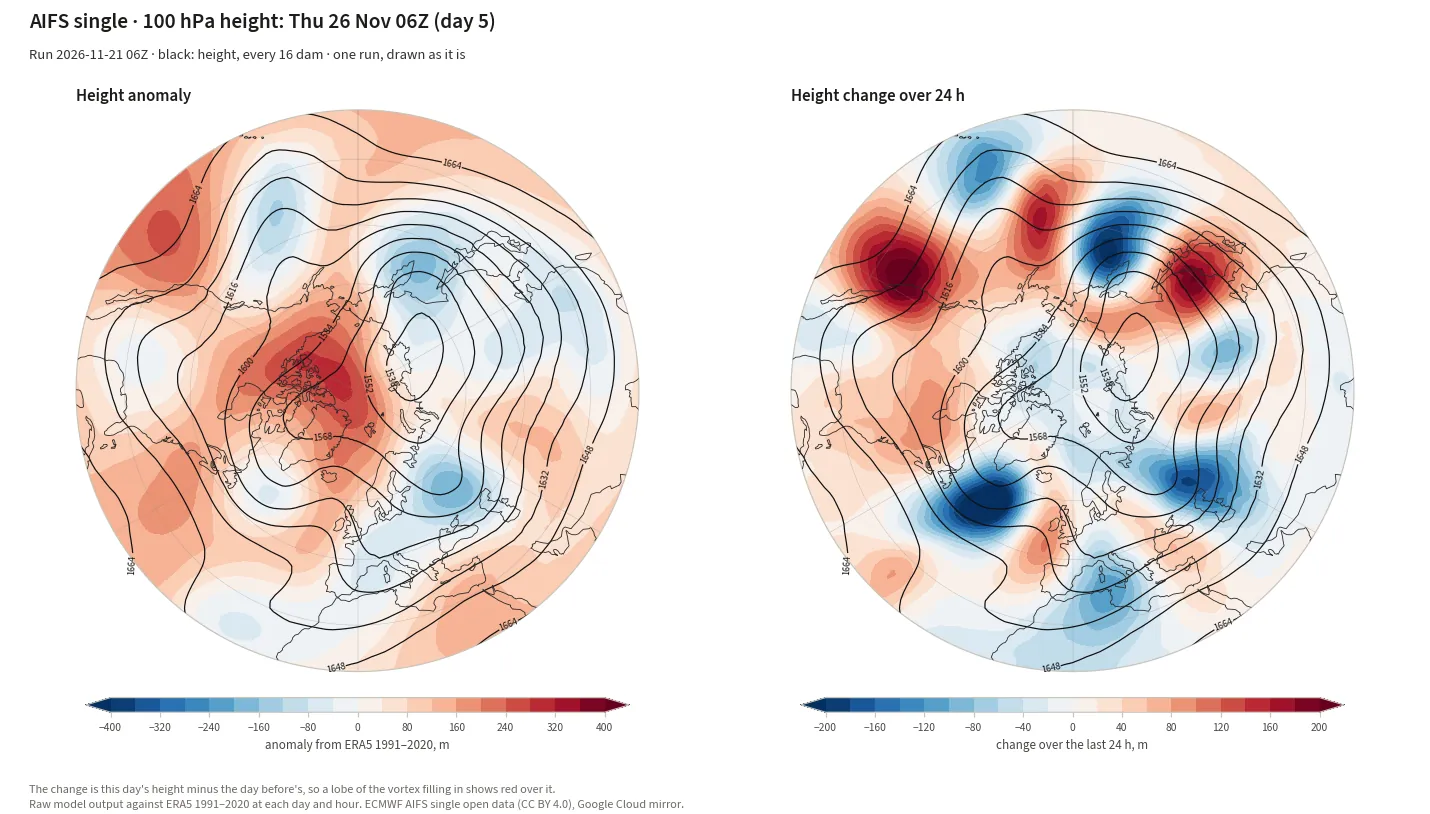 AIFS single · 100 hPa height: Thu 26 Nov 06Z (day 5)
Run 2026-11-21 06Z · black: height, every 16 dam · one run, drawn as it is
Height anomaly
Height change over 24 h
1664
1664
1616
1584
1600
1552
1536
1568
1648
1632
1664
1664
1648
1664
1664
1616
1584
1600
1552
1536
1568
1648
1632
1664
1664
1648
−400 −320 −240 −160 −80 0 80 160 240 320 400
anomaly from ERA5 1991–2020, m
−200 −160 −120 −80 −40 0 40 80 120 160 200
change over the last 24 h, m
The change is this day's height minus the day before's, so a lobe of the vortex filling in shows red over it.
Raw model output against ERA5 1991–2020 at each day and hour. ECMWF AIFS single open data (CC BY 4.0), Google Cloud mirror.